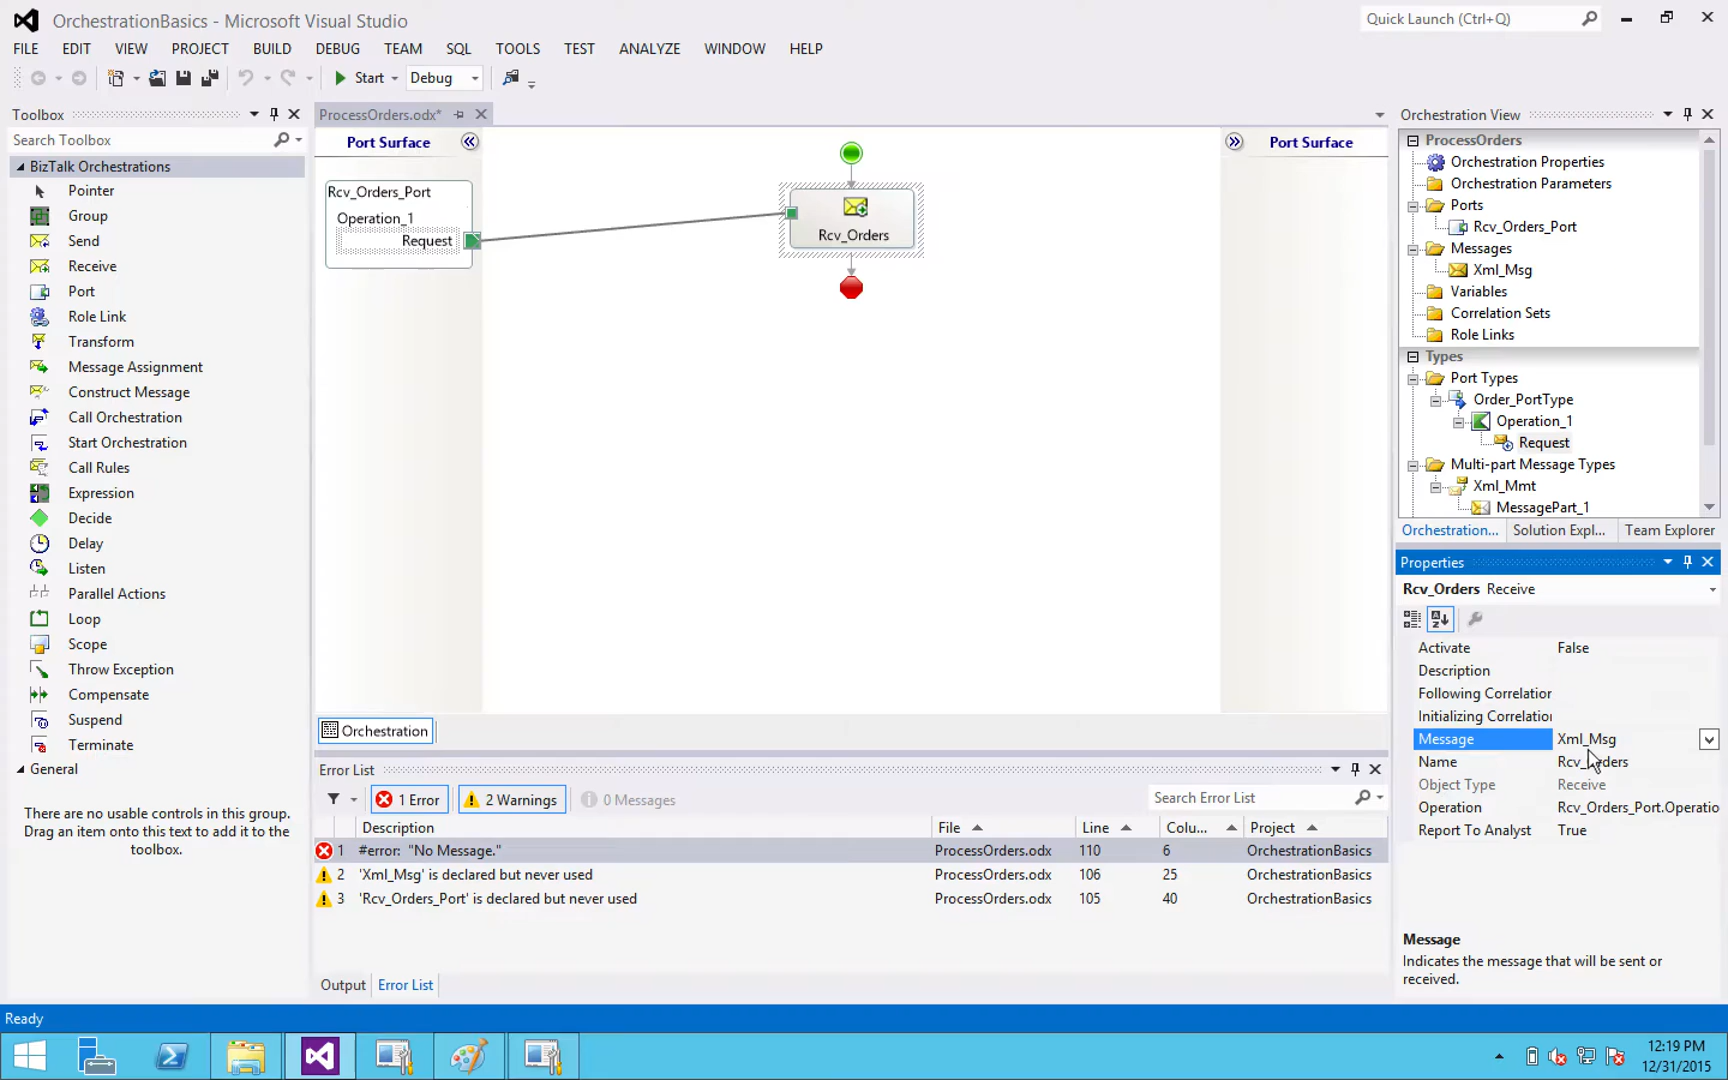 OrchestrationBasics - Microsoft Visual Studio
Quick Launch (Ctrl+Q)
FILE EDIT VIEW PROJECT BUILD DEBUG TEAM SQL TOOLS TEST ANALYZE WINDOW HELP
Start Debug
Toolbox
Search Toolbox
BizTalk Orchestrations
Pointer
Group
Send
Receive
Port
Role Link
Transform
Message Assignment
Construct Message
Call Orchestration
Start Orchestration
Call Rules
Expression
Decide
Delay
Listen
Parallel Actions
Loop
Scope
Throw Exception
Compensate
Suspend
Terminate
General
There are no usable controls in this group.
Drag an item onto this text to add it to the
toolbox.
ProcessOrders.odx*
Port Surface
Port Surface
Rcv_Orders_Port
Operation_1
Request
Rcv_Orders
Orchestration
Error List
1 Error 2 Warnings 0 Messages Search Error List
Description File Line Colu... Project
1 #error: "No Message." ProcessOrders.odx 110 6 OrchestrationBasics
2 'Xml_Msg' is declared but never used ProcessOrders.odx 106 25 OrchestrationBasics
3 'Rcv_Orders_Port' is declared but never used ProcessOrders.odx 105 40 OrchestrationBasics
Output Error List
Orchestration View
ProcessOrders
Orchestration Properties
Orchestration Parameters
Ports
Rcv_Orders_Port
Messages
Xml_Msg
Variables
Correlation Sets
Role Links
Types
Port Types
Order_PortType
Operation_1
Request
Multi-part Message Types
Xml_Mmt
MessagePart_1
Orchestration... Solution Expl... Team Explorer
Properties
Rcv_Orders Receive
Activate False
Description
Following Correlation
Initializing Correlation
Message Xml_Msg
Name Rcv_Orders
Object Type Receive
Operation Rcv_Orders_Port.Operatio
Report To Analyst True
Message
Indicates the message that will be sent or
received.
Ready
12:19 PM
12/31/2015